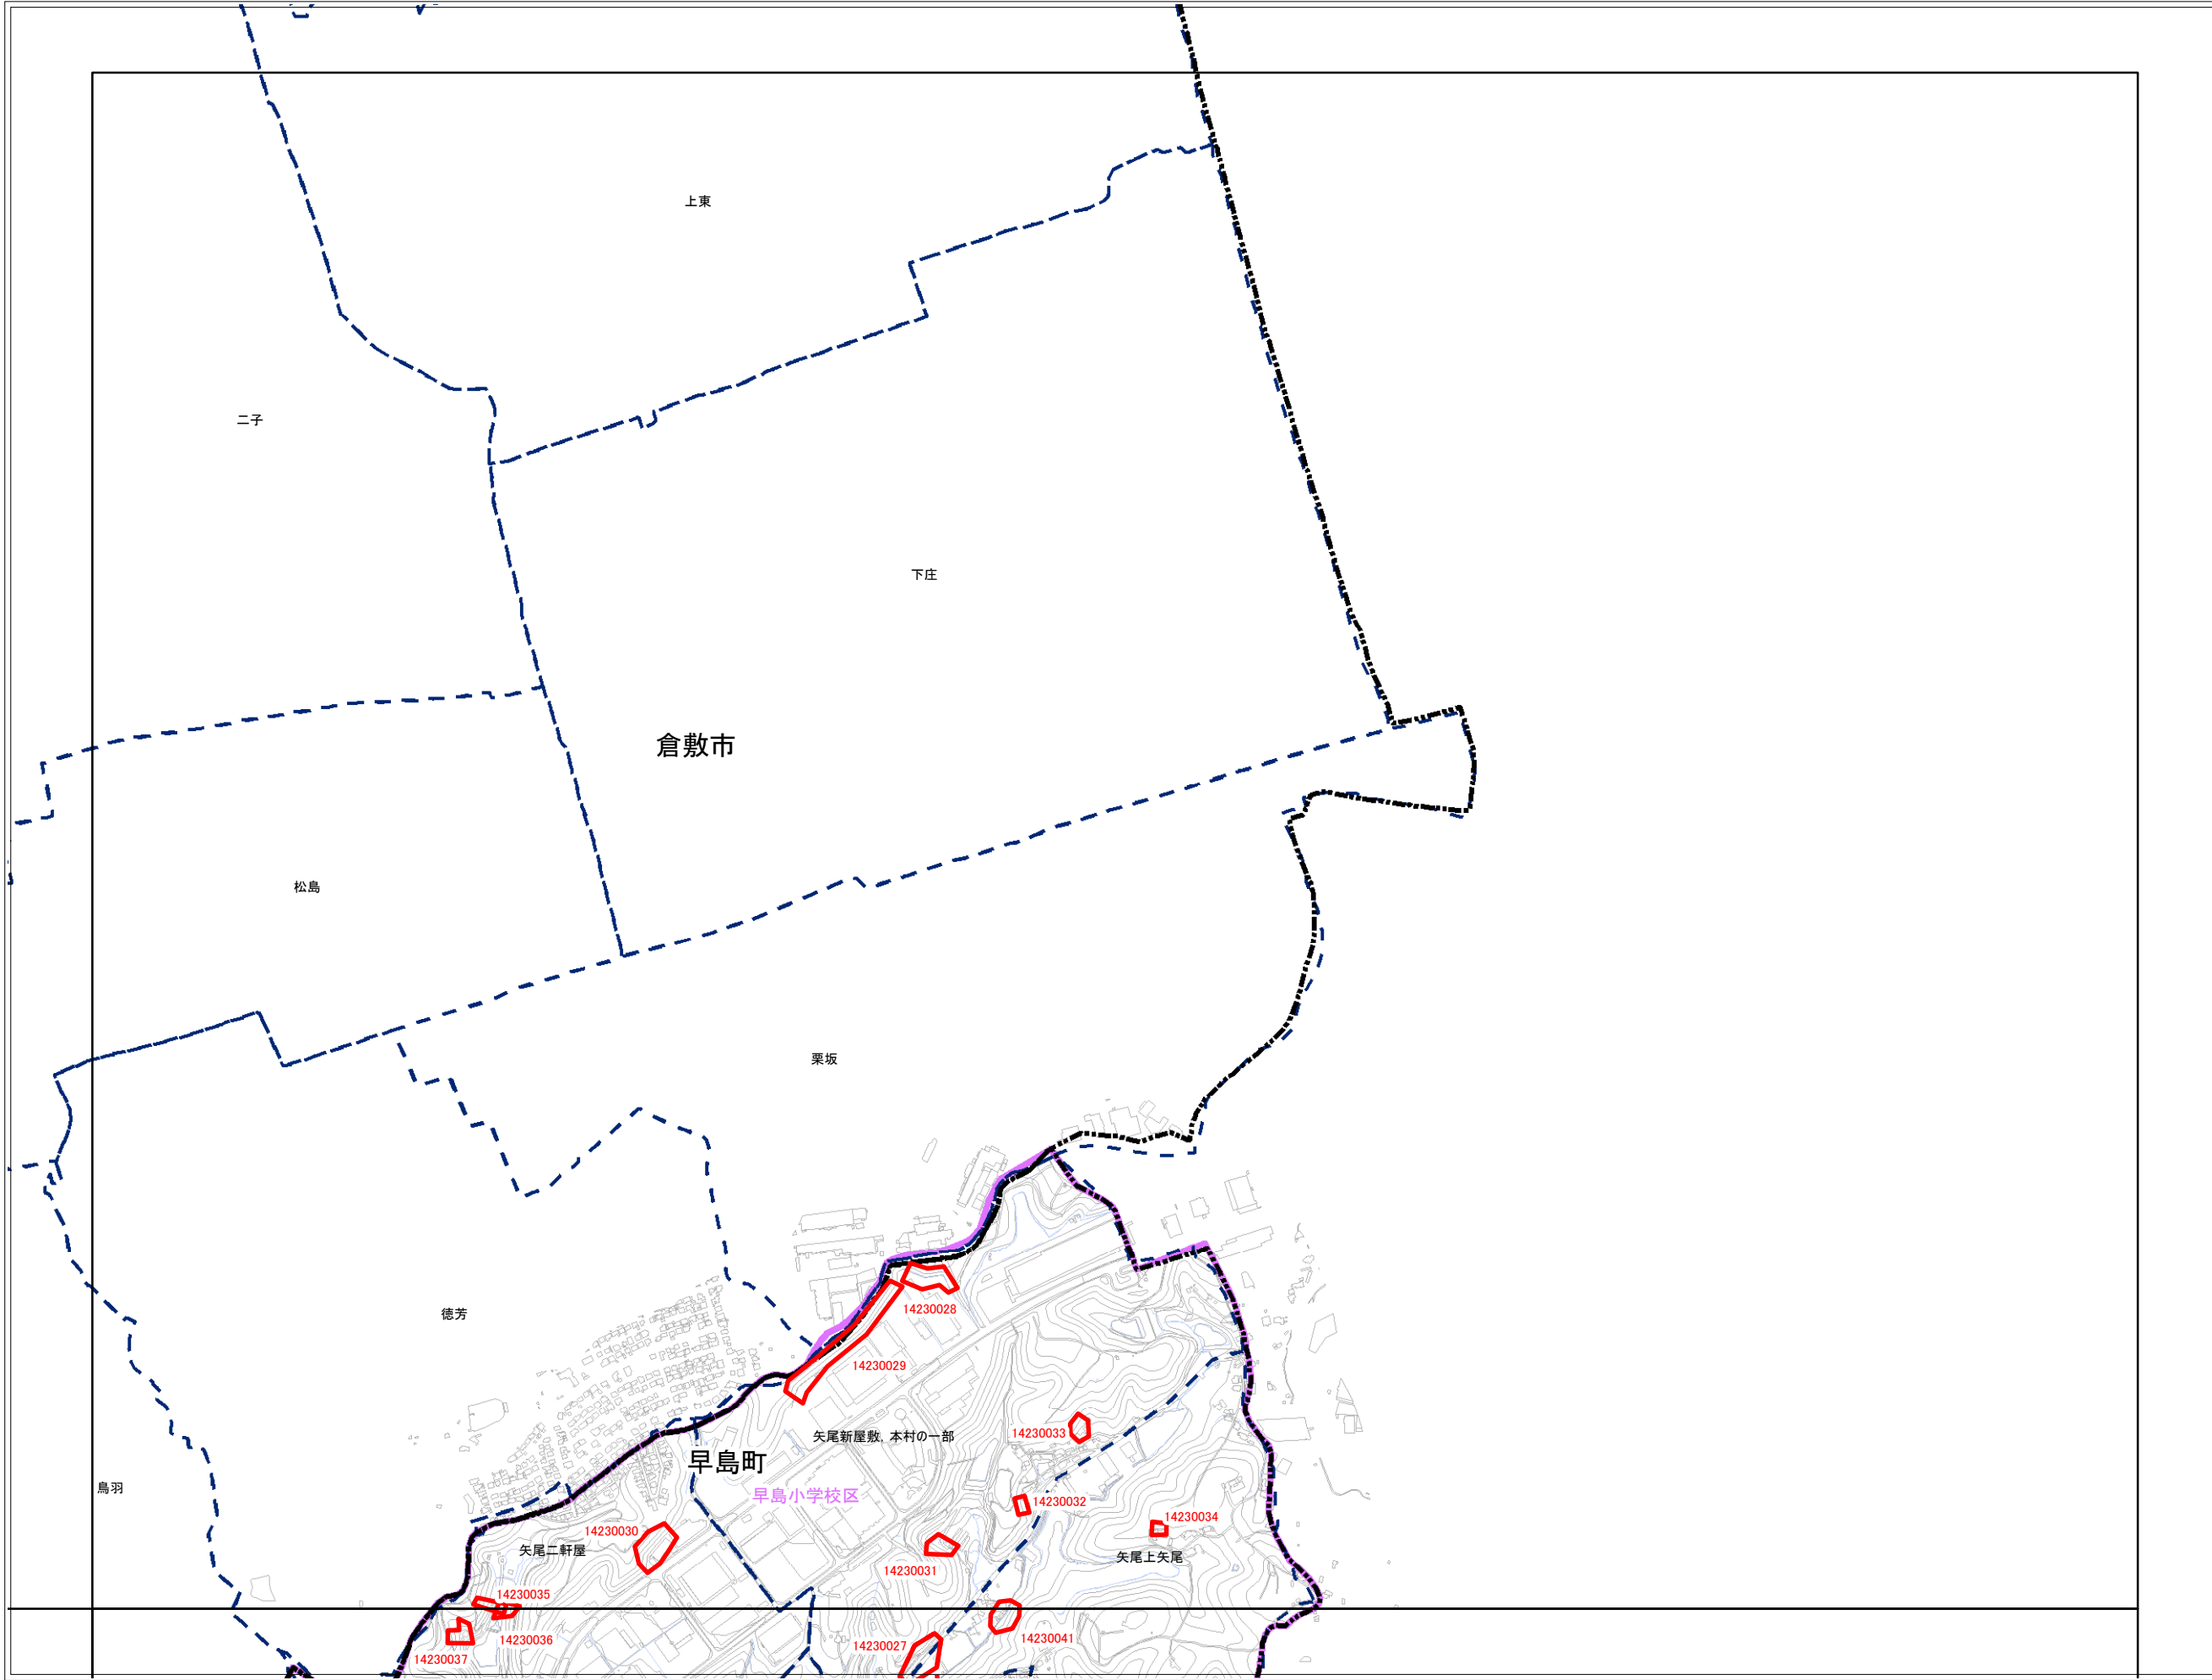 上東
二子
下庄
倉敷市
松島
栗坂
14230028
徳芳
14230029
14230033
矢尾新屋敷, 本村の一部
早島町
鳥羽
早島小学校区
14230032
14230034
14230030
矢尾二軒屋
矢尾上矢尾
14230031
14230035
14230036
14230041
14230027
14230037